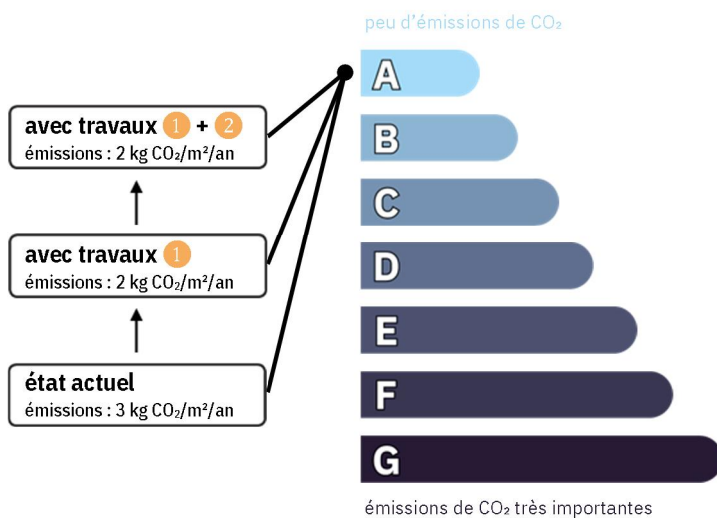 peu d'émissions de CO₂
A
avec travaux 1 + 2
émissions : 2 kg CO₂/m²/an
B
C
avec travaux 1
émissions : 2 kg CO₂/m²/an
D
E
état actuel
émissions : 3 kg CO₂/m²/an
F
G
émissions de CO₂ très importantes